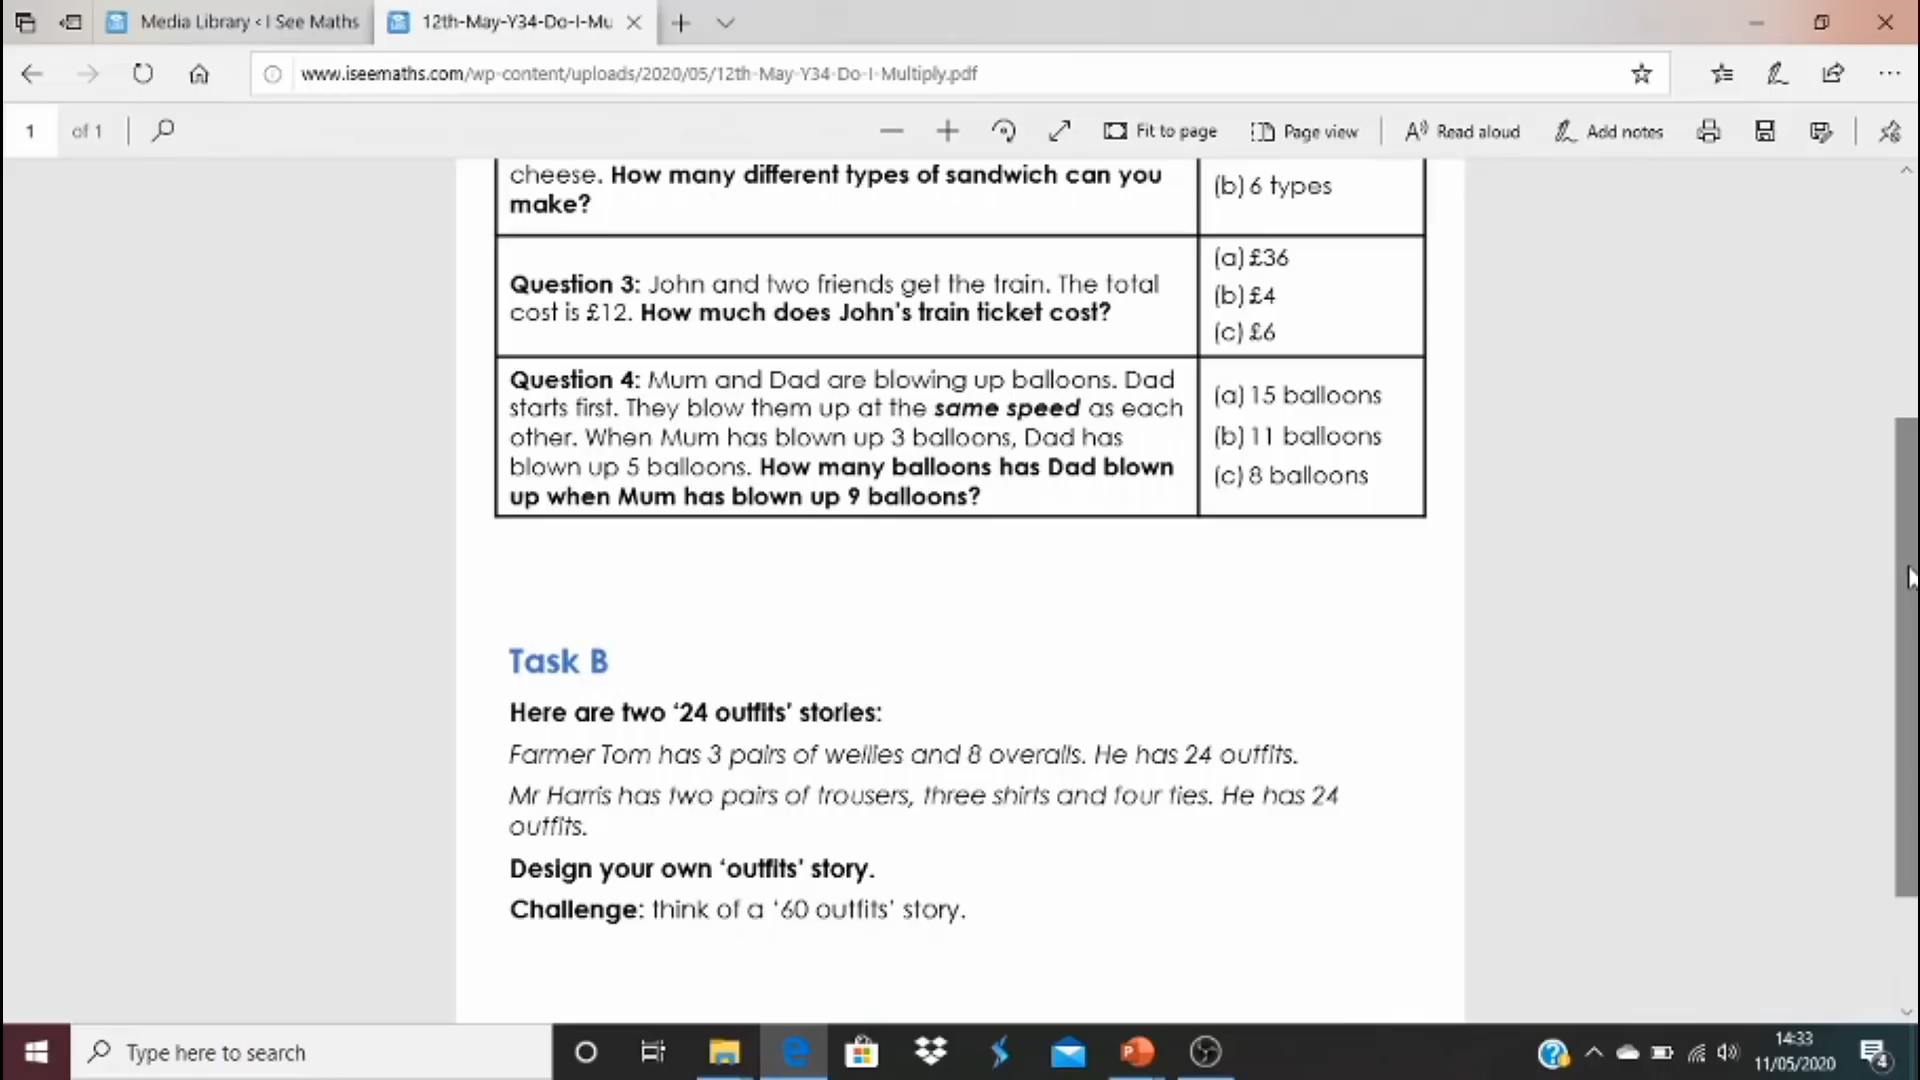 Media Library < I See Maths
12th-May-Y34-Do-I-Mu
www.iseemaths.com/wp-content/uploads/2020/05/12th-May-Y34-Do-I-Multiply.pdf
1 of 1
Fit to page
Page view
Read aloud
Add notes
cheese. How many different types of sandwich can you
make?
(b) 6 types
Question 3: John and two friends get the train. The total
cost is £12. How much does John's train ticket cost?
(a) £36
(b) £4
(c) £6
Question 4: Mum and Dad are blowing up balloons. Dad
starts first. They blow them up at the same speed as each
other. When Mum has blown up 3 balloons, Dad has
blown up 5 balloons. How many balloons has Dad blown
up when Mum has blown up 9 balloons?
(a) 15 balloons
(b) 11 balloons
(c) 8 balloons
Task B
Here are two ‘24 outfits’ stories:
Farmer Tom has 3 pairs of wellies and 8 overalls. He has 24 outfits.
Mr Harris has two pairs of trousers, three shirts and four ties. He has 24
outfits.
Design your own ‘outfits’ story.
Challenge: think of a ‘60 outfits’ story.
Type here to search
14:33
11/05/2020
4